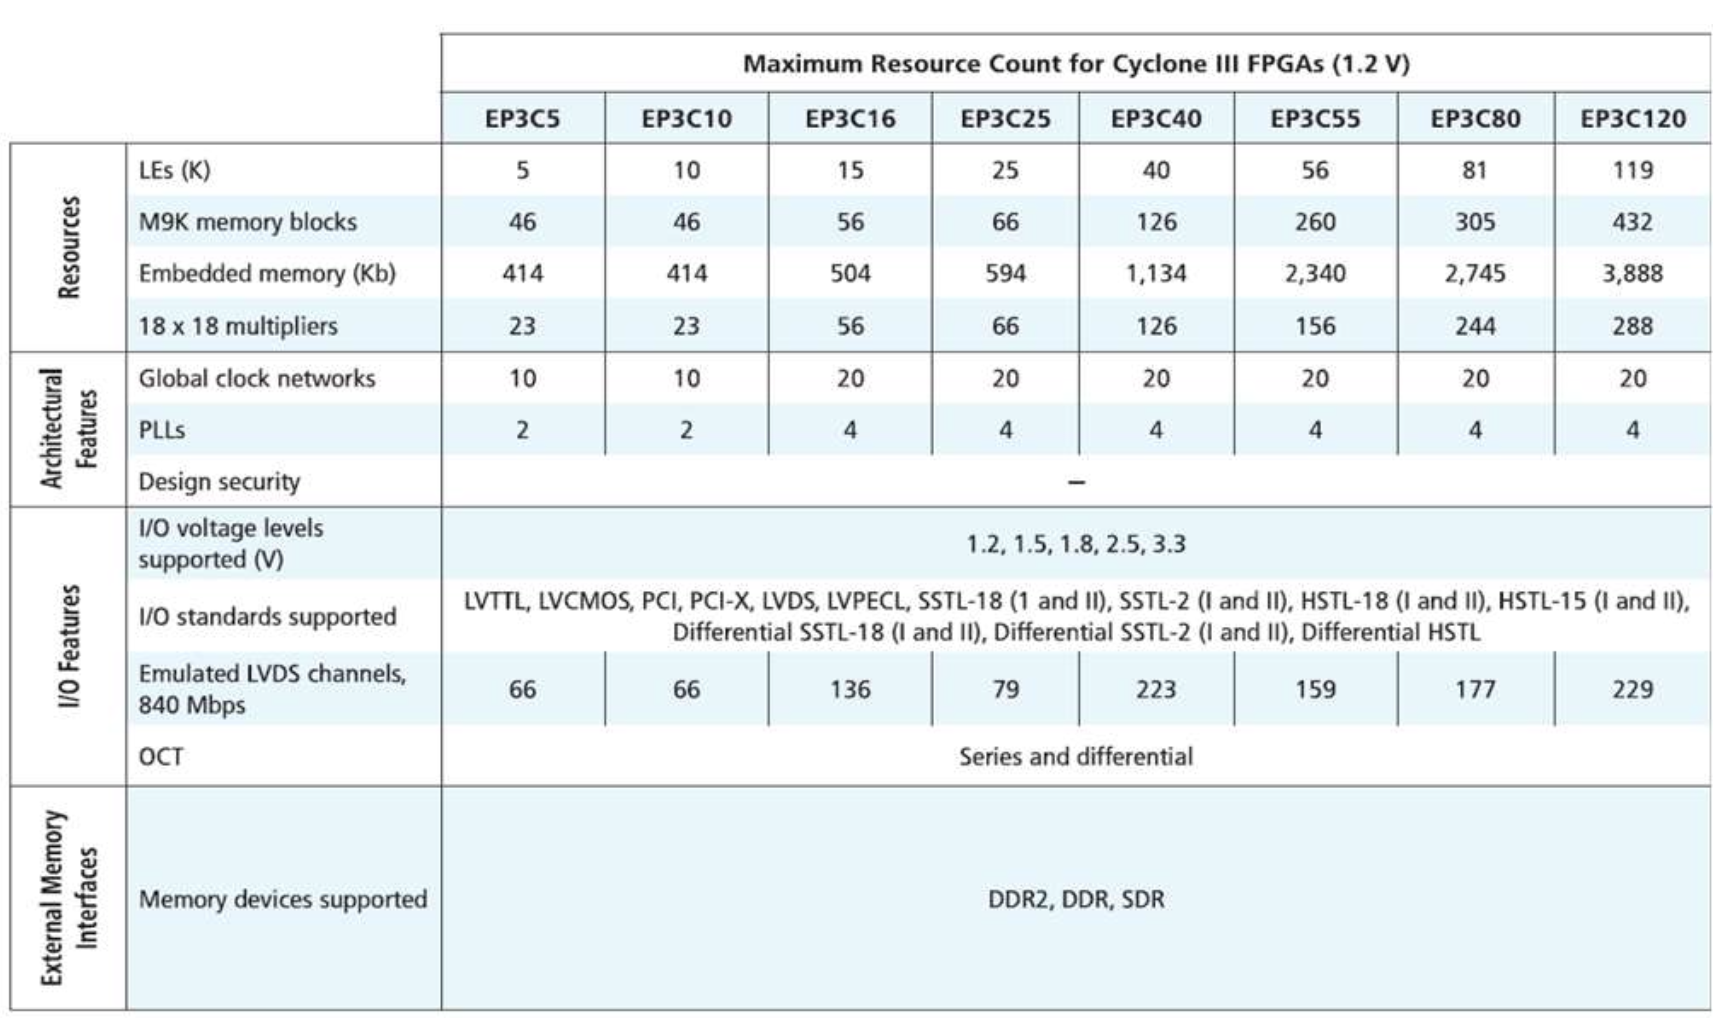 Maximum Resource Count for Cyclone III FPGAs (1.2 V)
EP3C5 EP3C10 EP3C16 EP3C25 EP3C40 EP3C55 EP3C80 EP3C120
Resources
LEs (K) 5 10 15 25 40 56 81 119
M9K memory blocks 46 46 56 66 126 260 305 432
Embedded memory (Kb) 414 414 504 594 1,134 2,340 2,745 3,888
18 x 18 multipliers 23 23 56 66 126 156 244 288
Architectural
Features
Global clock networks 10 10 20 20 20 20 20 20
PLLs 2 2 4 4 4 4 4 4
Design security –
I/O Features
I/O voltage levels
supported (V)
1.2, 1.5, 1.8, 2.5, 3.3
I/O standards supported
LVTTL, LVCMOS, PCI, PCI-X, LVDS, LVPECL, SSTL-18 (1 and II), SSTL-2 (I and II), HSTL-18 (I and II), HSTL-15 (I and II),
Differential SSTL-18 (I and II), Differential SSTL-2 (I and II), Differential HSTL
Emulated LVDS channels,
840 Mbps
66 66 136 79 223 159 177 229
OCT Series and differential
External Memory
Interfaces
Memory devices supported DDR2, DDR, SDR